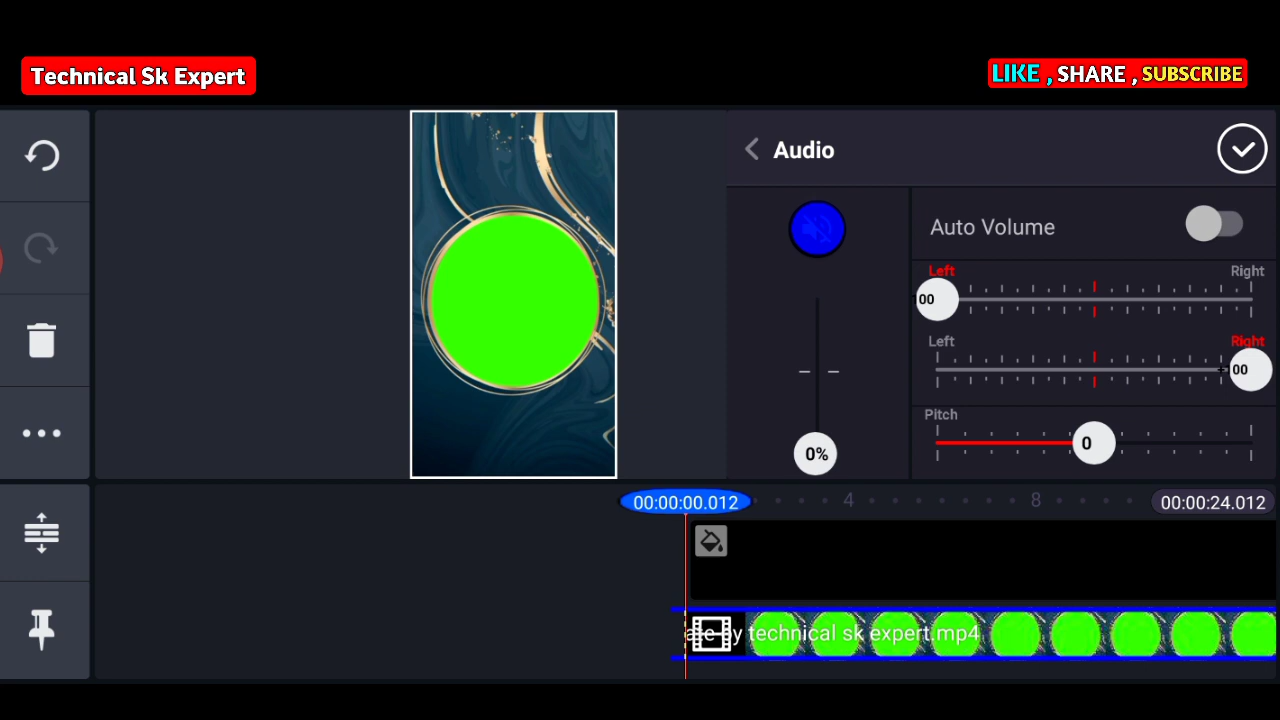 Technical Sk Expert
LIKE , SHARE , SUBSCRIBE
Audio
Auto Volume
Left Right
00
Left Right
00
Pitch
0
0%
00:00:00.012 4 8 00:00:24.012
by technical sk expert.mp4